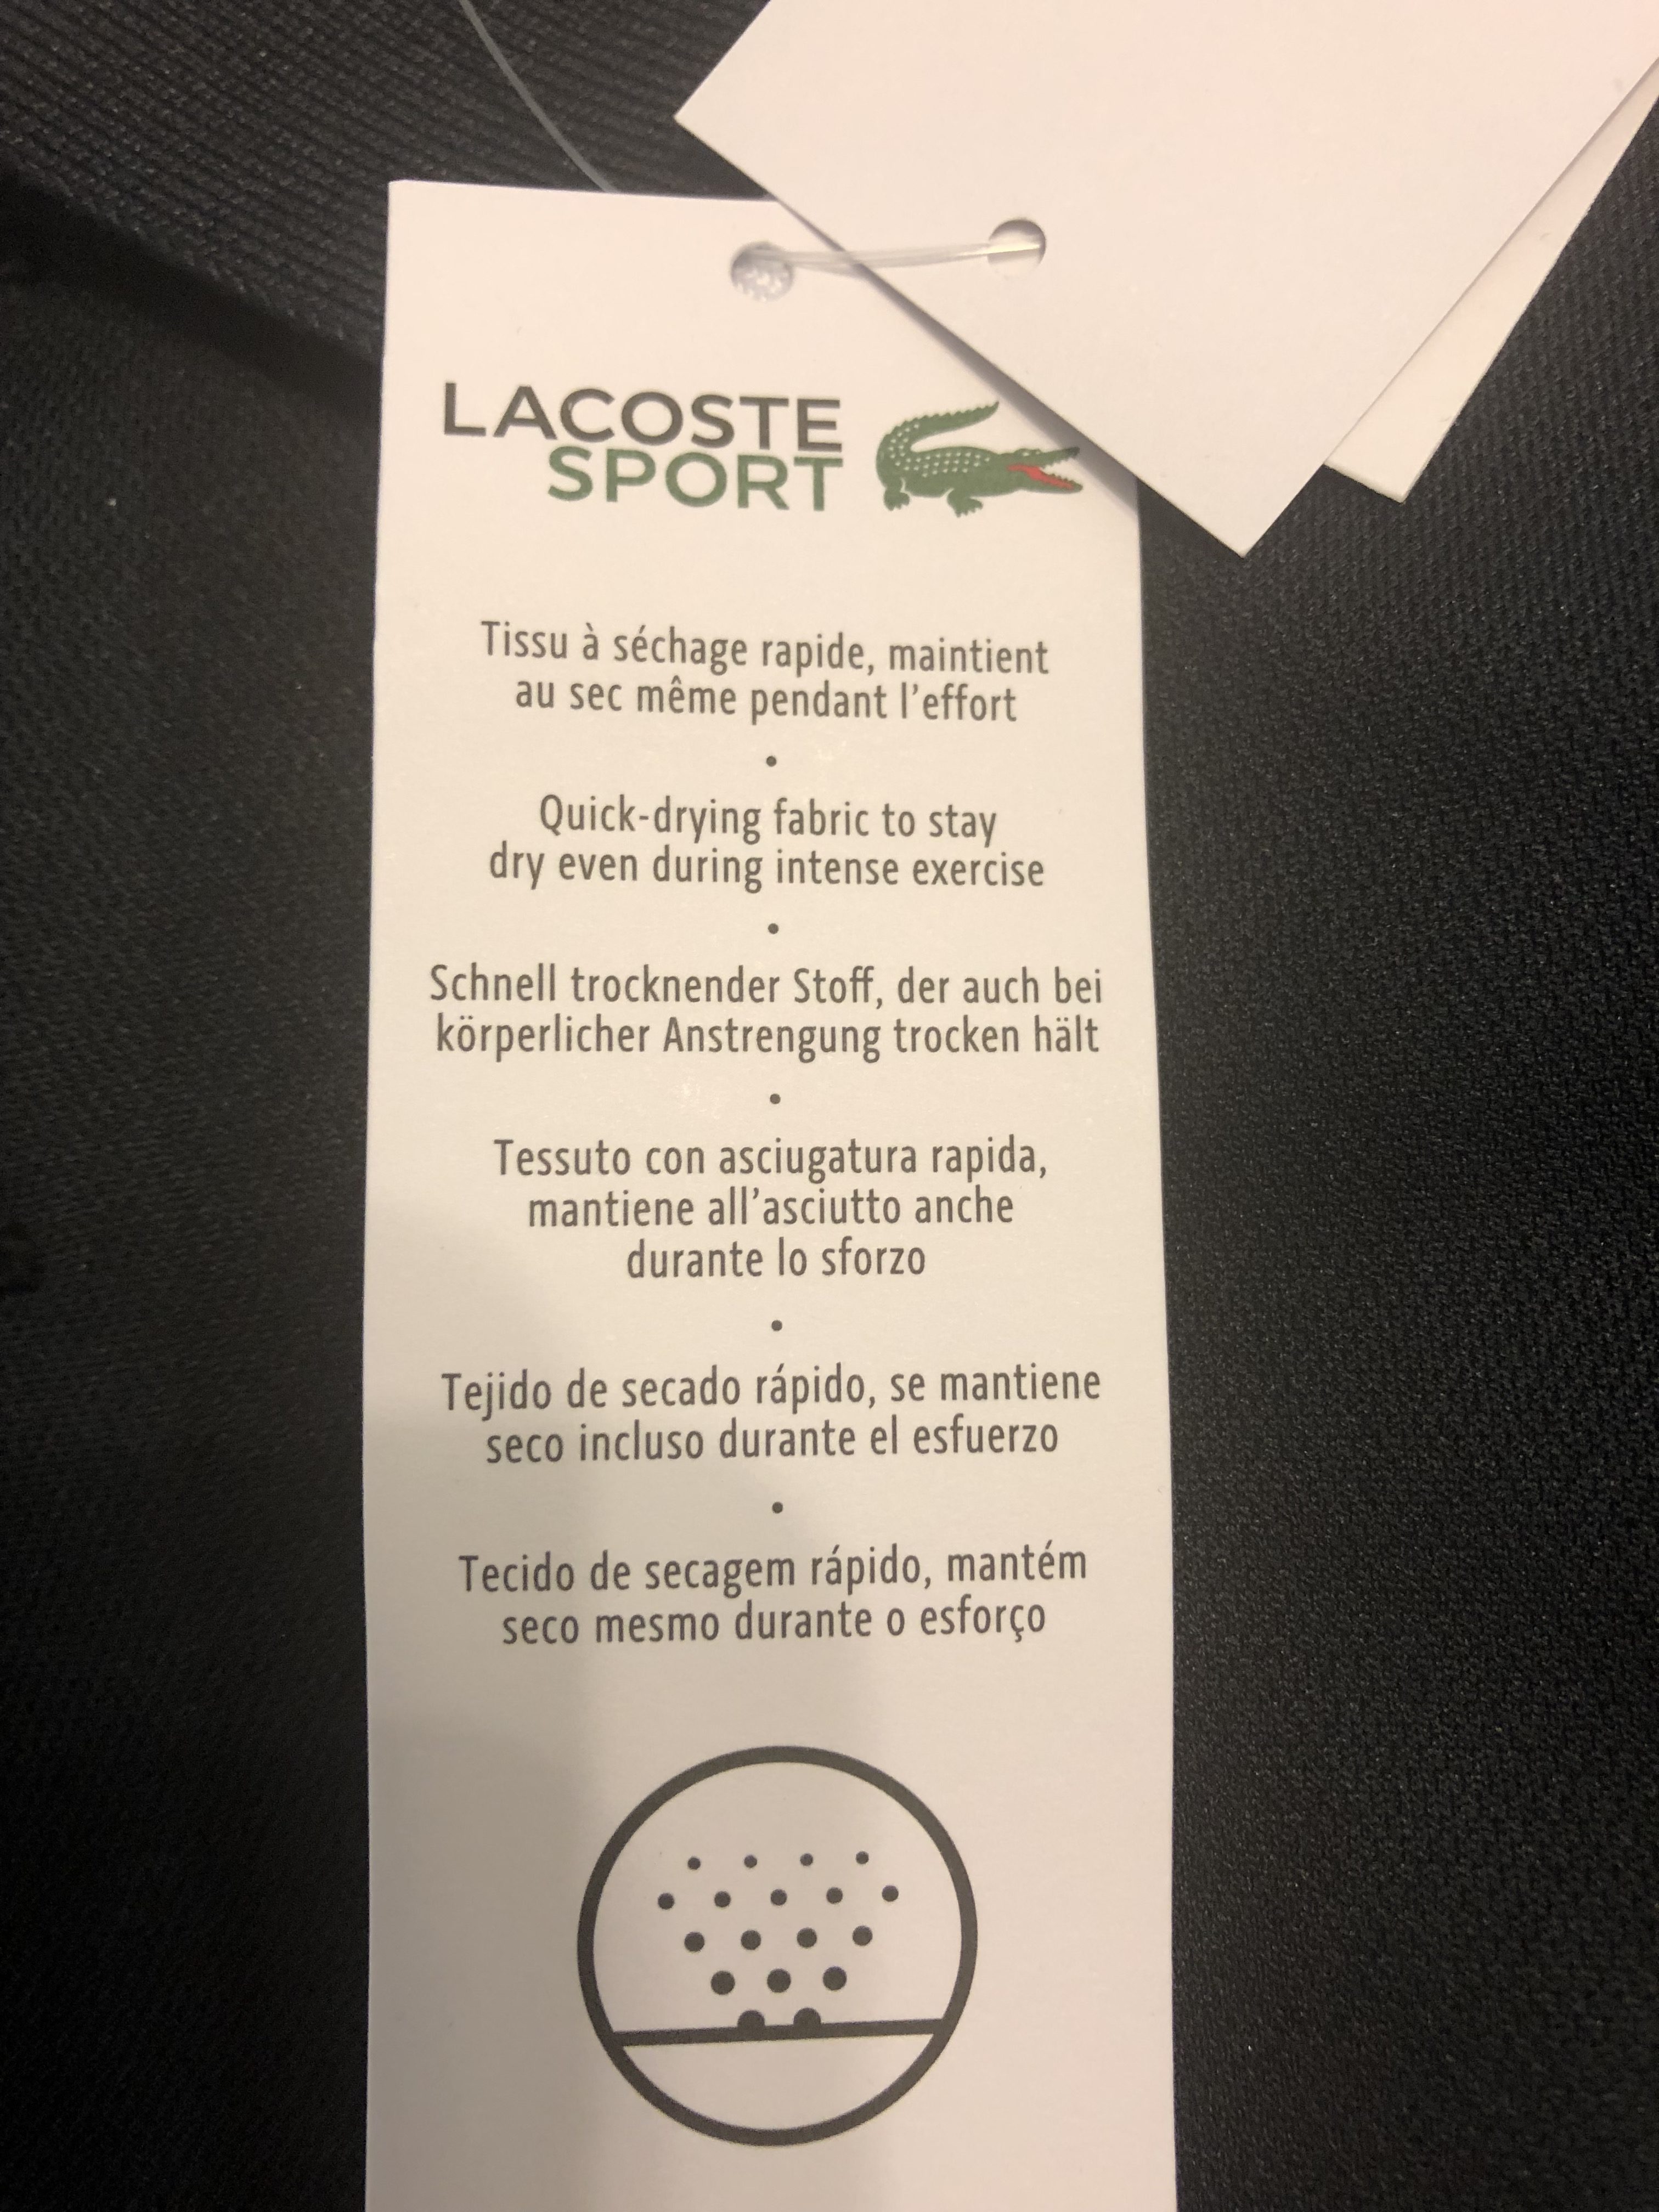 LACOSTE
SPORT
Tissu à séchage rapide, maintient
au sec même pendant l'effort
•
Quick-drying fabric to stay
dry even during intense exercise
•
Schnell trocknender Stoff, der auch bei
körperlicher Anstrengung trocken hält
•
Tessuto con asciugatura rapida,
mantiene all'asciutto anche
durante lo sforzo
•
Tejido de secado rápido, se mantiene
seco incluso durante el esfuerzo
•
Tecido de secagem rápido, mantém
seco mesmo durante o esforço